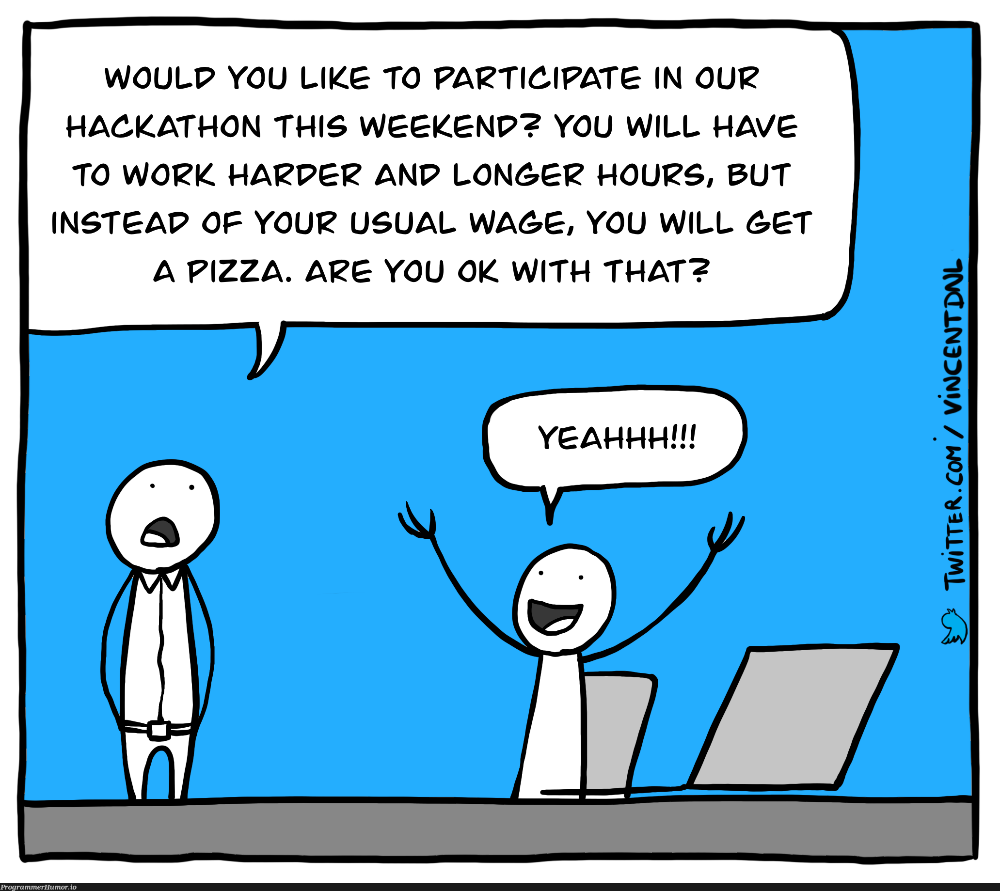 WOULD YOU LIKE TO PARTICIPATE IN OUR
HACKATHON THIS WEEKEND? YOU WILL HAVE
TO WORK HARDER AND LONGER HOURS, BUT
INSTEAD OF YOUR USUAL WAGE, YOU WILL GET
A PIZZA. ARE YOU OK WITH THAT?
YEAHHH!!!
TWITTER.COM/VINCENTDNL
ProgrammerHumor.io